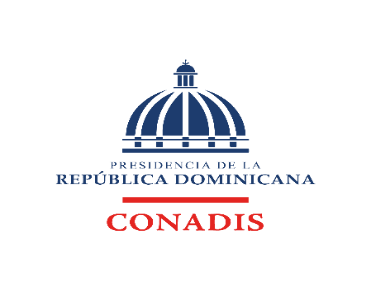 PRESIDENCIA DE LA
REPÚBLICA DOMINICANA
CONADIS